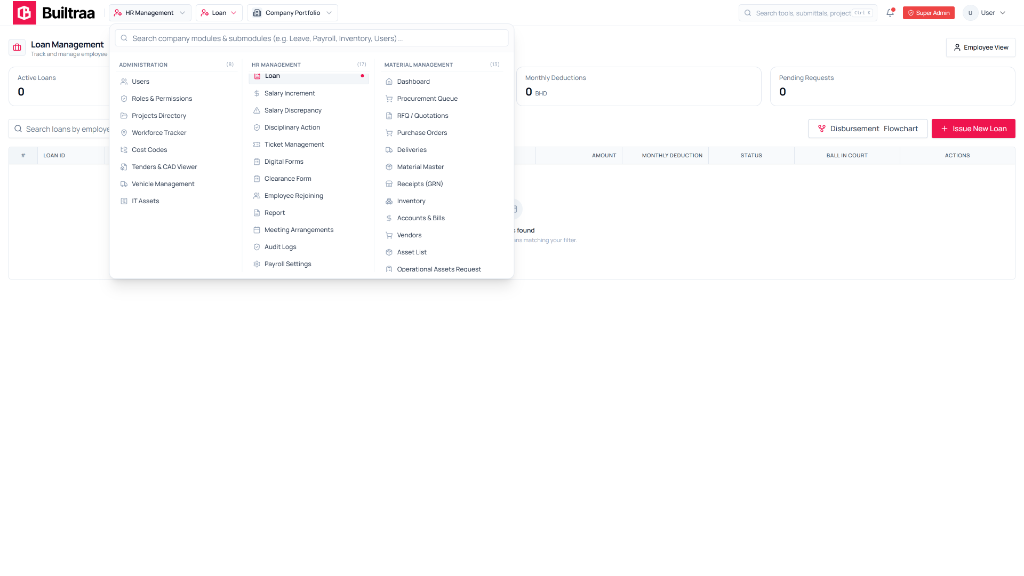 Builtraa
HR Management
Loan
Company Portfolio
Search tools, submittals, project
Ctrl K
Super Admin
U
User
Loan Management
Track and manage employee
Employee View
Search company modules & submodules (e.g. Leave, Payroll, Inventory, Users)...
ADMINISTRATION (8)
Users
Roles & Permissions
Projects Directory
Workforce Tracker
Cost Codes
Tenders & CAD Viewer
Vehicle Management
IT Assets
HR MANAGEMENT (17)
Loan
Salary Increment
Salary Discrepancy
Disciplinary Action
Ticket Management
Digital Forms
Clearance Form
Employee Rejoining
Report
Meeting Arrangements
Audit Logs
Payroll Settings
MATERIAL MANAGEMENT
Dashboard
Procurement Queue
RFQ / Quotations
Purchase Orders
Deliveries
Material Master
Receipts (GRN)
Inventory
Accounts & Bills
Vendors
Asset List
Operational Assets Request
Active Loans
0
Monthly Deductions
0 BHD
Pending Requests
0
Search loans by employe
Disbursement Flowchart
+ Issue New Loan
#
LOAN ID
AMOUNT
MONTHLY DEDUCTION
STATUS
BALL IN COURT
ACTIONS
found
matching your filter